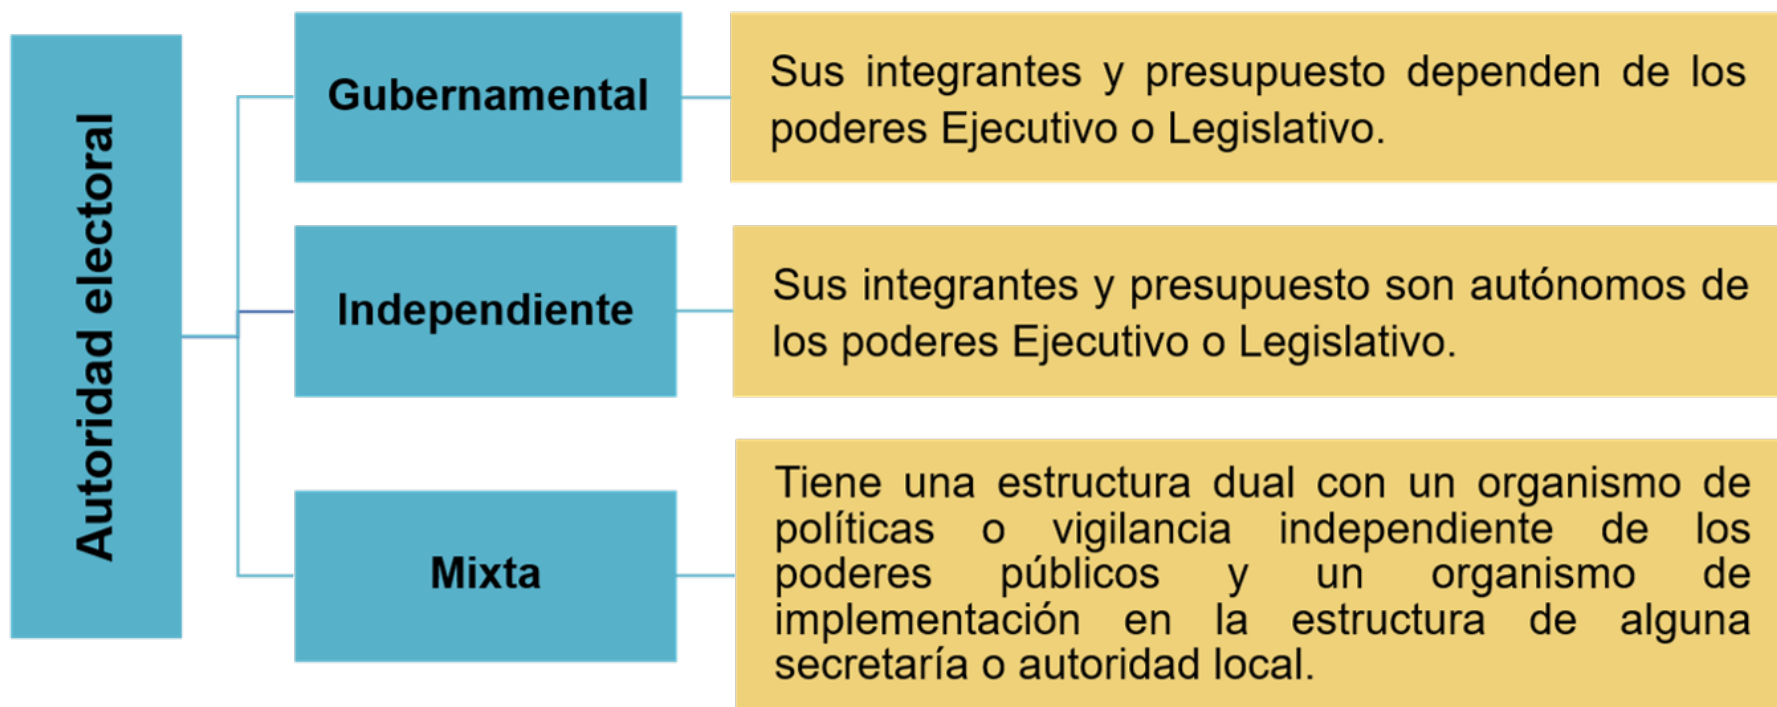 Autoridad electoral
Gubernamental
Sus integrantes y presupuesto dependen de los
poderes Ejecutivo o Legislativo.
Independiente
Sus integrantes y presupuesto son autónomos de
los poderes Ejecutivo o Legislativo.
Mixta
Tiene una estructura dual con un organismo de
políticas o vigilancia independiente de los
poderes públicos y un organismo de
implementación en la estructura de alguna
secretaría o autoridad local.